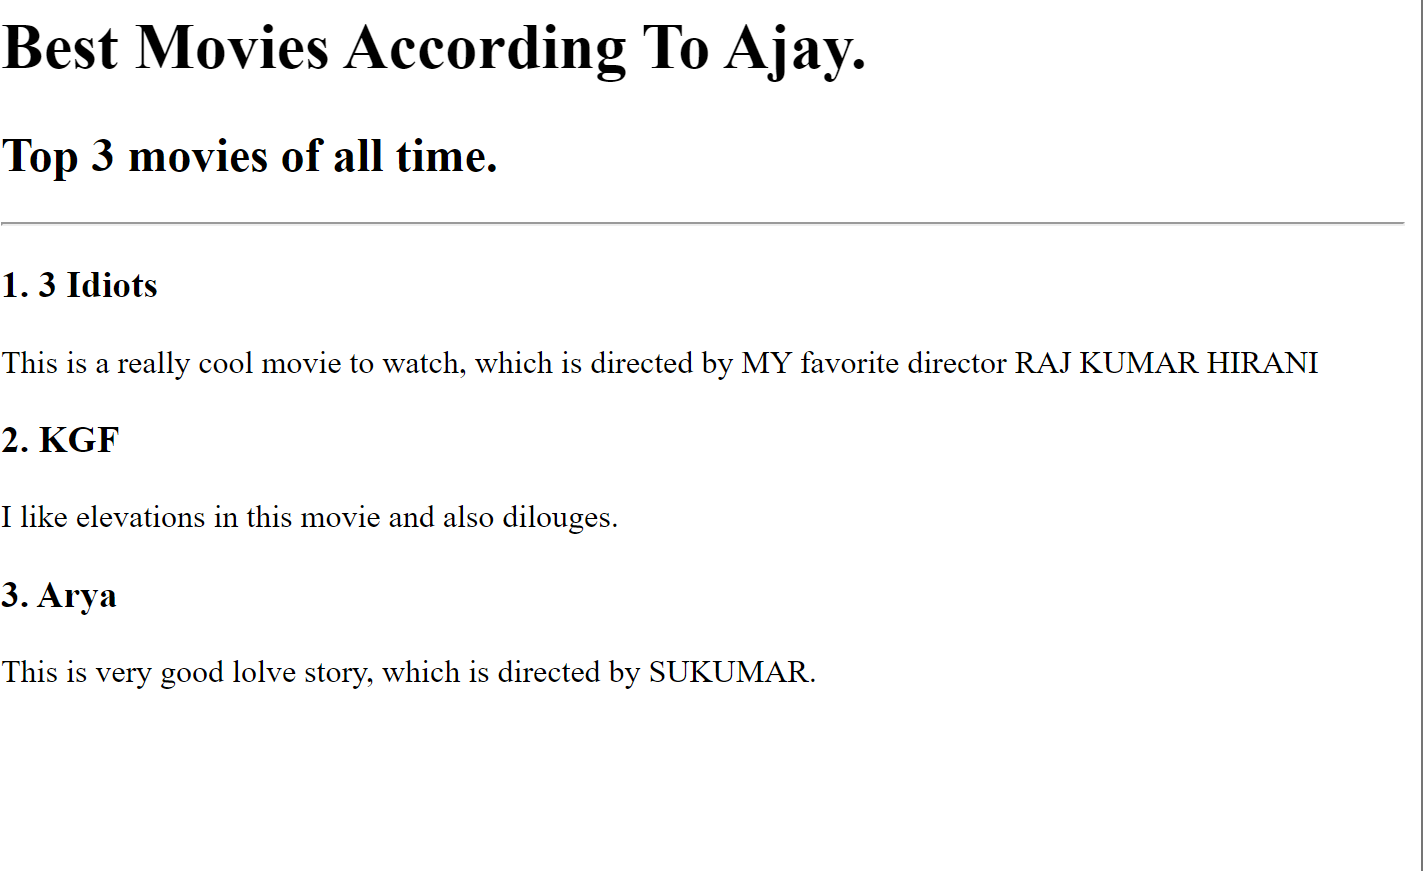 Best Movies According To Ajay.
Top 3 movies of all time.
1. 3 Idiots
This is a really cool movie to watch, which is directed by MY favorite director RAJ KUMAR HIRANI
2. KGF
I like elevations in this movie and also dilouges.
3. Arya
This is very good lolve story, which is directed by SUKUMAR.